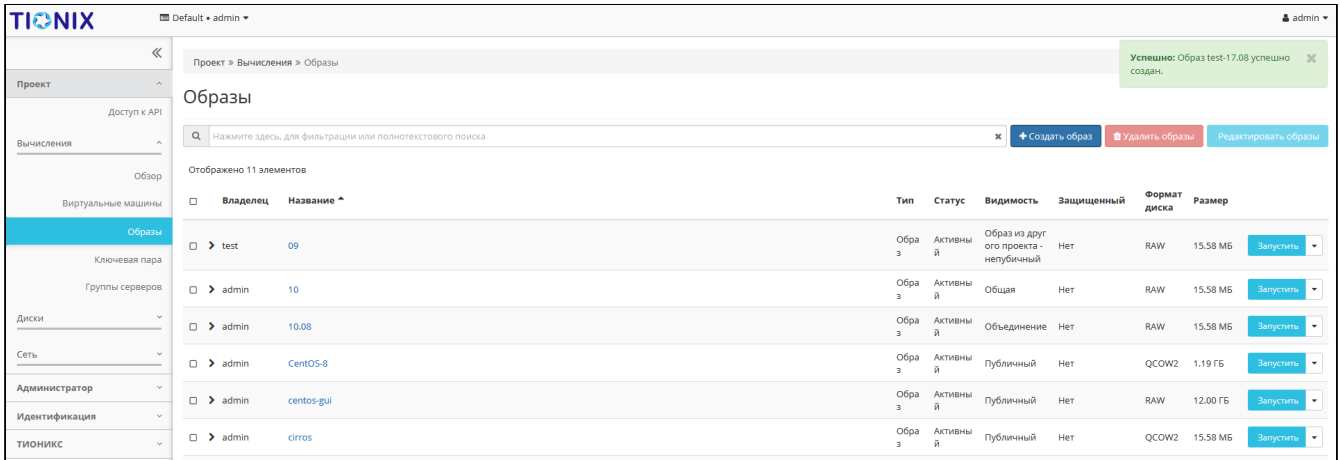 TIONIX
Default • admin
admin
Успешно: Образ test-17.08 успешно
создан.
Проект » Вычисления » Образы
Проект
Доступ к API
Вычисления
Обзор
Виртуальные машины
Образы
Ключевая пара
Группы серверов
Диски
Сеть
Администратор
Идентификация
ТИОНИКС
Образы
Нажмите здесь, для фильтрации или полнотекстового поиска
Создать образ
Удалить образы
Редактировать образы
Отображено 11 элементов
Владелец Название Тип Статус Видимость Защищенный Формат
диска Размер
test 09 Обра
з Активны
й Образ из друг
ого проекта -
непубичный Нет RAW 15.58 МБ Запустить
admin 10 Обра
з Активны
й Общая Нет RAW 15.58 МБ Запустить
admin 10.08 Обра
з Активны
й Объединение Нет RAW 15.58 МБ Запустить
admin CentOS-8 Обра
з Активны
й Публичный Нет QCOW2 1.19 ГБ Запустить
admin centos-gui Обра
з Активны
й Публичный Нет RAW 12.00 ГБ Запустить
admin cirros Обра
з Активны
й Публичный Нет QCOW2 15.58 МБ Запустить